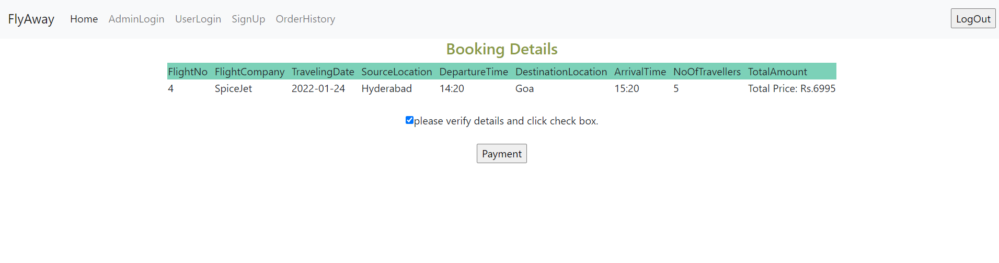 FlyAway Home AdminLogin UserLogin SignUp OrderHistory LogOut
Booking Details
FlightNo FlightCompany TravelingDate SourceLocation DepartureTime DestinationLocation ArrivalTime NoOfTravellers TotalAmount
4 SpiceJet 2022-01-24 Hyderabad 14:20 Goa 15:20 5 Total Price: Rs.6995
please verify details and click check box.
Payment